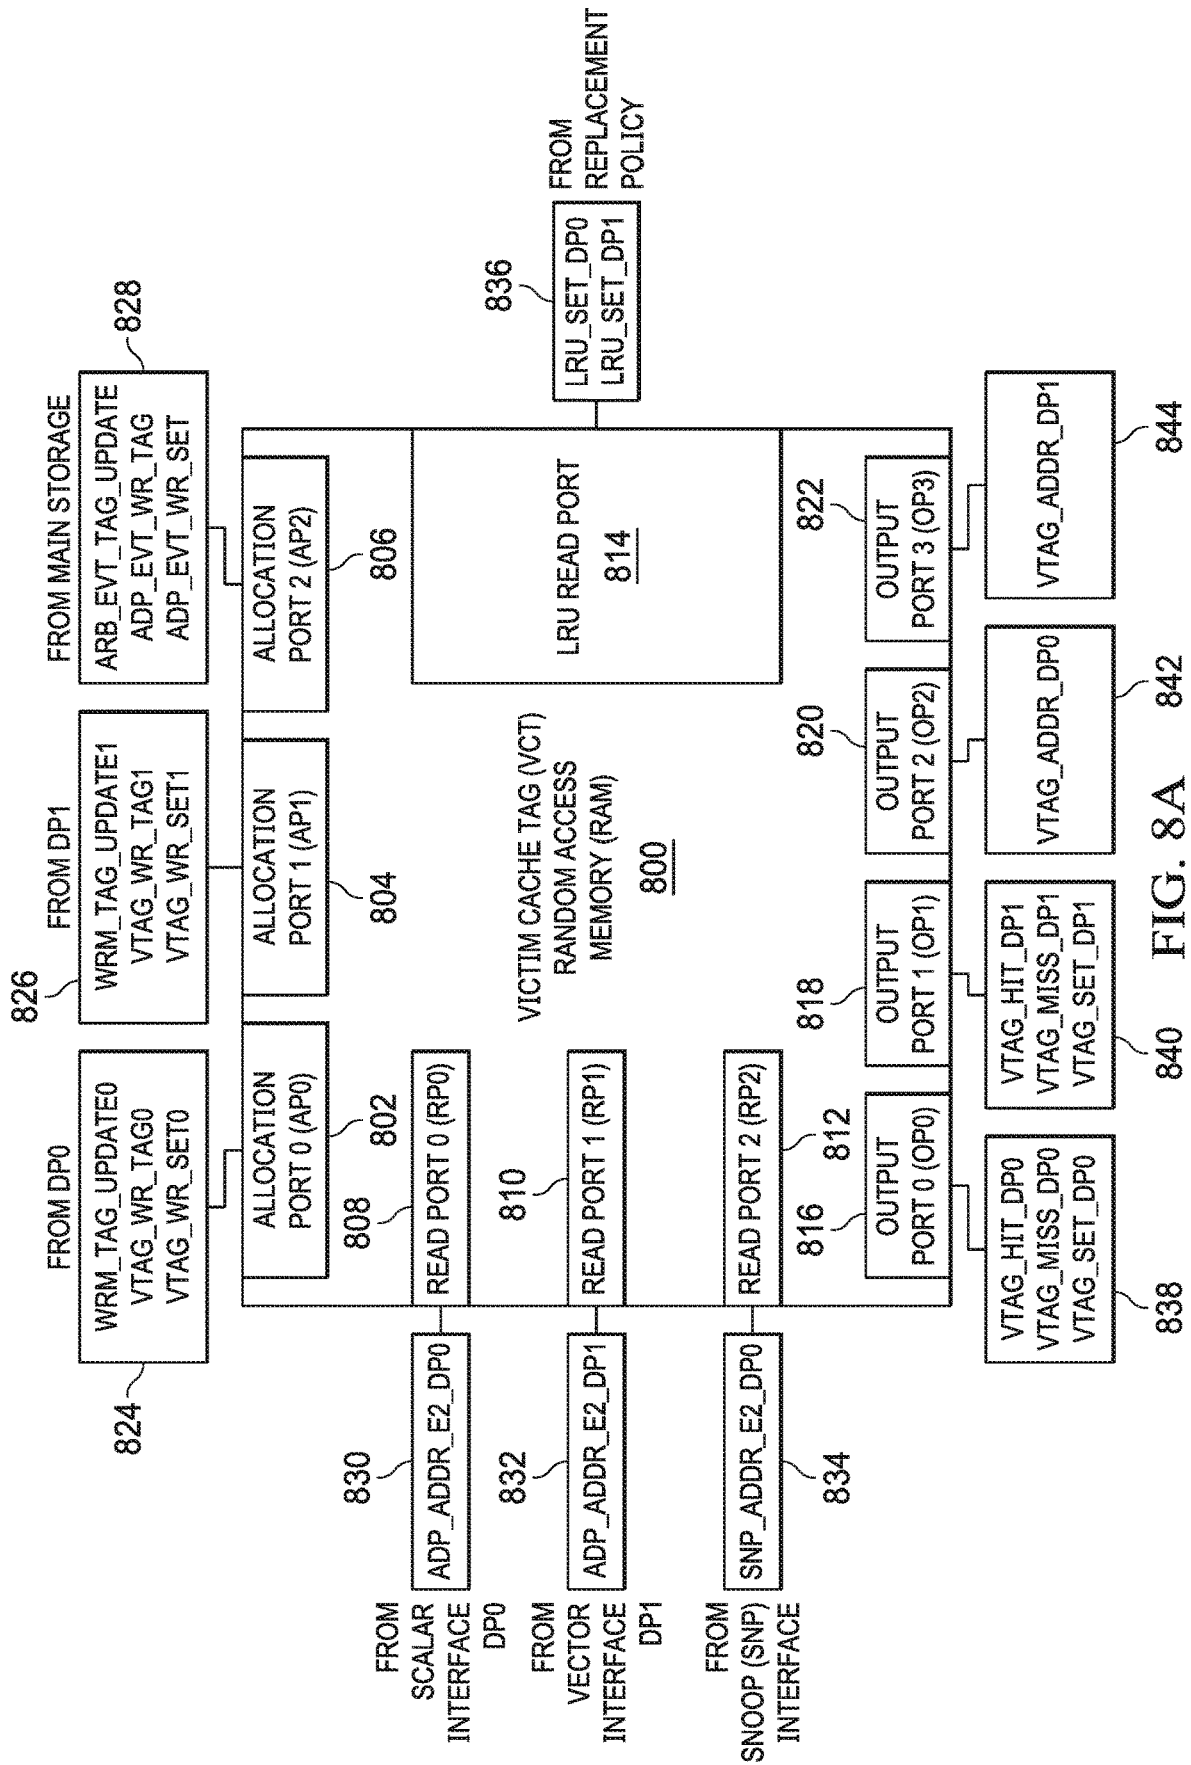 FROM DP0
WRM_TAG_UPDATE0
VTAG_WR_TAG0
VTAG_WR_SET0
824
FROM DP1
WRM_TAG_UPDATE1
VTAG_WR_TAG1
VTAG_WR_SET1
826
FROM MAIN STORAGE
ARB_EVT_TAG_UPDATE
ADP_EVT_WR_TAG
ADP_EVT_WR_SET
828
ALLOCATION
PORT 0 (AP0)
802
ALLOCATION
PORT 1 (AP1)
804
ALLOCATION
PORT 2 (AP2)
806
FROM
SCALAR
INTERFACE
DP0
830
ADP_ADDR_E2_DP0
808
READ PORT 0 (RP0)
FROM
VECTOR
INTERFACE
DP1
832
ADP_ADDR_E2_DP1
810
READ PORT 1 (RP1)
FROM
SNOOP (SNP)
INTERFACE
SNP_ADDR_E2_DP0
834
READ PORT 2 (RP2)
812
VICTIM CACHE TAG (VCT)
RANDOM ACCESS
MEMORY (RAM)
800
LRU READ PORT
814
836
LRU_SET_DP0
LRU_SET_DP1
FROM
REPLACEMENT
POLICY
816
OUTPUT
PORT 0 (OP0)
818
OUTPUT
PORT 1 (OP1)
820
OUTPUT
PORT 2 (OP2)
822
OUTPUT
PORT 3 (OP3)
VTAG_HIT_DP0
VTAG_MISS_DP0
VTAG_SET_DP0
838
VTAG_HIT_DP1
VTAG_MISS_DP1
VTAG_SET_DP1
840
VTAG_ADDR_DP0
842
VTAG_ADDR_DP1
844
FIG. 8A